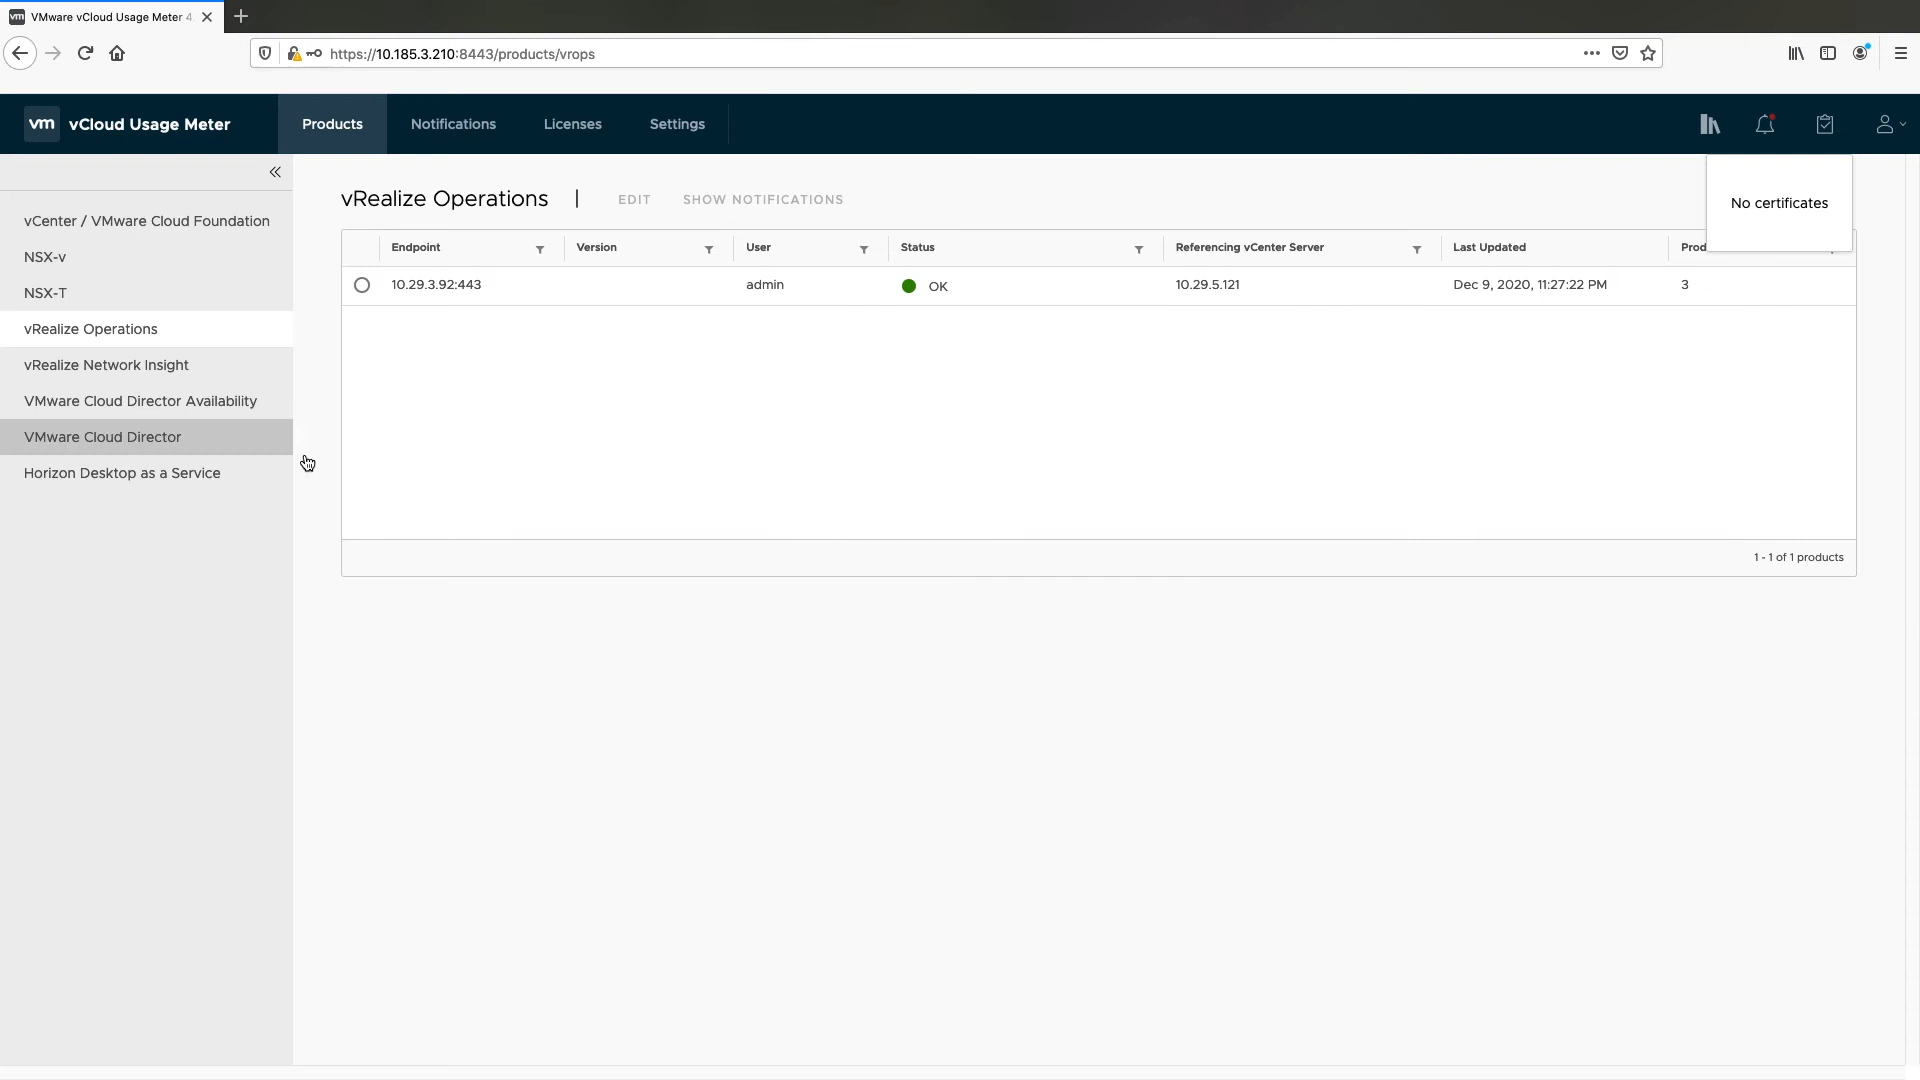 vm VMware vCloud Usage Meter 4
https://10.185.3.210:8443/products/vrops
vm vCloud Usage Meter Products Notifications Licenses Settings
No certificates
vRealize Operations | EDIT SHOW NOTIFICATIONS
vCenter / VMware Cloud Foundation
NSX-v
NSX-T
vRealize Operations
vRealize Network Insight
VMware Cloud Director Availability
VMware Cloud Director
Horizon Desktop as a Service
Endpoint Version User Status Referencing vCenter Server Last Updated Prod
10.29.3.92:443 admin OK 10.29.5.121 Dec 9, 2020, 11:27:22 PM 3
1 - 1 of 1 products